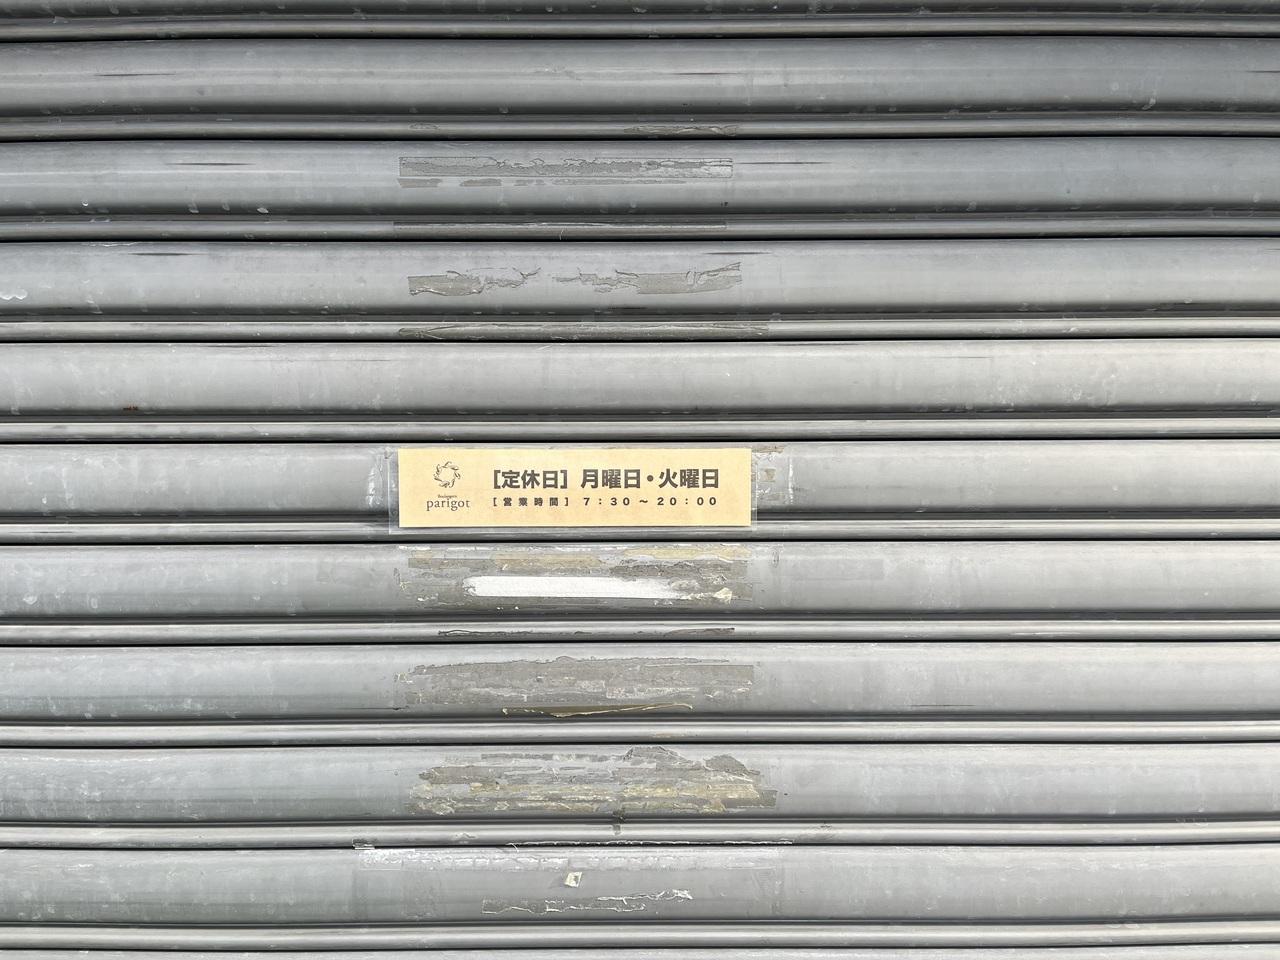 Boulangerie
parigot
［定休日］ 月曜日・火曜日
［営業時間］ 7：30～20：00